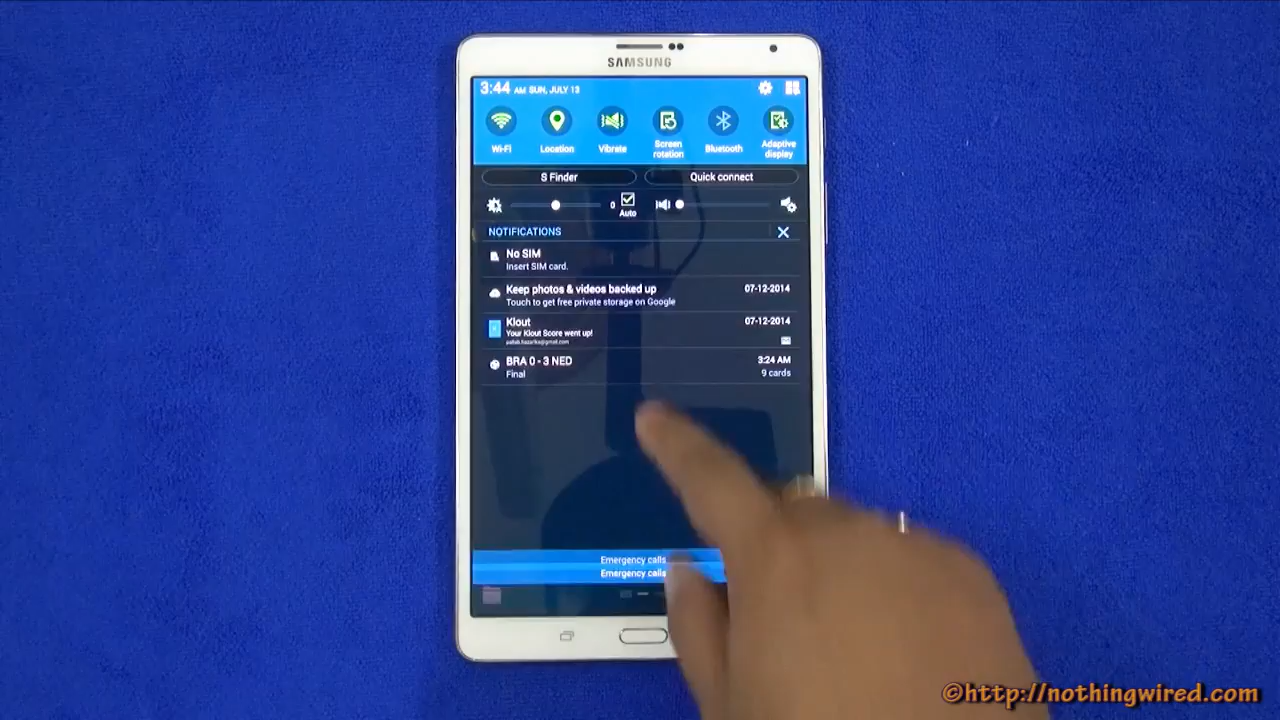 SAMSUNG
3:44 AM SUN, JULY 13
Wi-Fi Location Vibrate Screen rotation Bluetooth Adaptive display
S Finder Quick connect
0 Auto
NOTIFICATIONS
No SIM
Insert SIM card.
Keep photos & videos backed up 07-12-2014
Touch to get free private storage on Google
Klout 07-12-2014
Your Klout Score went up!
BRA 0 - 3 NED 3:24 AM
Final 9 cards
Emergency calls
Emergency calls
©http://nothingwired.com